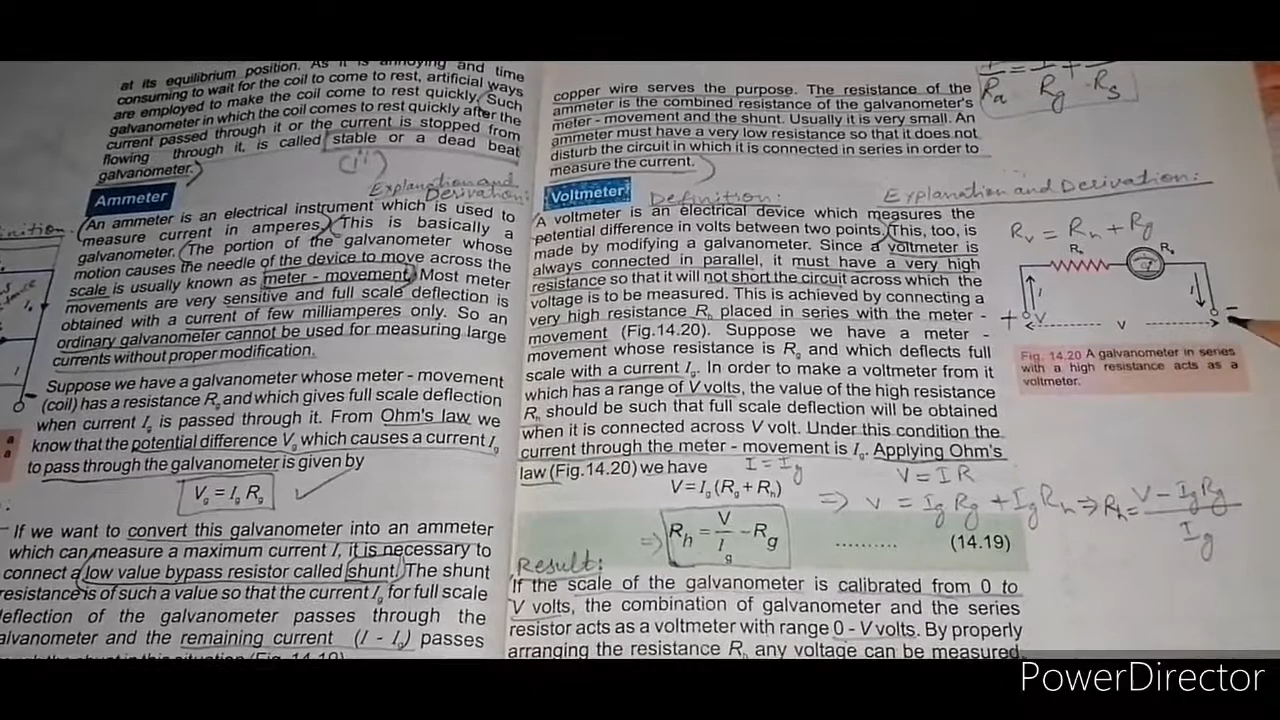 at its equilibrium position. As it is annoying and time
consuming to wait for the coil to come to rest, artificial ways
are employed to make the coil come to rest quickly. Such
galvanometer in which the coil comes to rest quickly after the
current passed through it or the current is stopped from
flowing through it, is called stable or a dead beat
galvanometer.
(ii)
Explanation and
Derivation:
Ammeter
An ammeter is an electrical instrument which is used to
measure current in amperes. This is basically a
galvanometer. The portion of the galvanometer whose
motion causes the needle of the device to move across the
scale is usually known as meter - movement. Most meter
movements are very sensitive and full scale deflection is
obtained with a current of few milliamperes only. So an
ordinary galvanometer cannot be used for measuring large
currents without proper modification.
Suppose we have a galvanometer whose meter - movement
(coil) has a resistance Rg and which gives full scale deflection
when current Ig is passed through it. From Ohm's law we
know that the potential difference Vg which causes a current Ig
to pass through the galvanometer is given by
Vg = Ig Rg
If we want to convert this galvanometer into an ammeter
which can measure a maximum current I, it is necessary to
connect a low value bypass resistor called shunt. The shunt
resistance is of such a value so that the current Ig for full scale
deflection of the galvanometer passes through the
galvanometer and the remaining current (I - Ig) passes
copper wire serves the purpose. The resistance of the
ammeter is the combined resistance of the galvanometer's
meter - movement and the shunt. Usually it is very small. An
ammeter must have a very low resistance so that it does not
disturb the circuit in which it is connected in series in order to
measure the current.
Ra = Rg + Rs
Voltmeter Definition: Explanation and Derivation:
A voltmeter is an electrical device which measures the
potential difference in volts between two points. This, too, is
made by modifying a galvanometer. Since a voltmeter is
always connected in parallel, it must have a very high
resistance so that it will not short the circuit across which the
voltage is to be measured. This is achieved by connecting a
very high resistance Rh placed in series with the meter -
movement (Fig.14.20). Suppose we have a meter -
movement whose resistance is Rg and which deflects full
scale with a current Ig. In order to make a voltmeter from it
which has a range of V volts, the value of the high resistance
Rh should be such that full scale deflection will be obtained
when it is connected across V volt. Under this condition the
current through the meter - movement is Ig. Applying Ohm's
law (Fig.14.20) we have I = Ig V = IR
V = Ig (Rg + Rh) => V = IgRg + IgRh => Rh = V - IgRg / Ig
=> Rh = V / Ig - Rg .......... (14.19)
Result:
If the scale of the galvanometer is calibrated from 0 to
V volts, the combination of galvanometer and the series
resistor acts as a voltmeter with range 0 - V volts. By properly
arranging the resistance Rh any voltage can be measured.
Rv = Rh + Rg
Rh Rg
G
I I
+ V -
V
Fig. 14.20 A galvanometer in series
with a high resistance acts as a
voltmeter.
PowerDirector